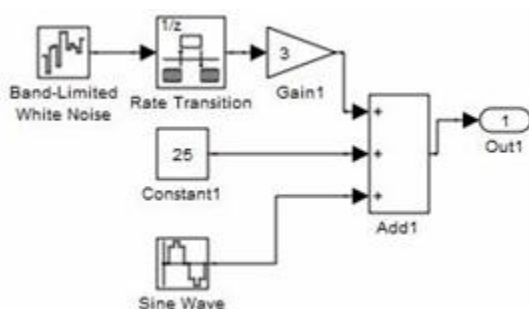 1/z
3
Band-Limited
White Noise
Rate Transition
Gain1
+
25
+
1
Out1
Constant1
+
Add1
Sine Wave